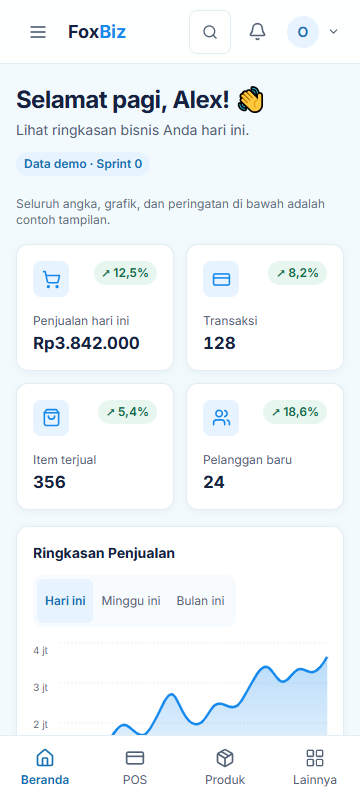 FoxBiz
O
Selamat pagi, Alex! 👋
Lihat ringkasan bisnis Anda hari ini.
Data demo · Sprint 0
Seluruh angka, grafik, dan peringatan di bawah adalah
contoh tampilan.
↗ 12,5%
Penjualan hari ini
Rp3.842.000
↗ 8,2%
Transaksi
128
↗ 5,4%
Item terjual
356
↗ 18,6%
Pelanggan baru
24
Ringkasan Penjualan
Hari ini Minggu ini Bulan ini
4 jt
3 jt
2 jt
Beranda POS Produk Lainnya